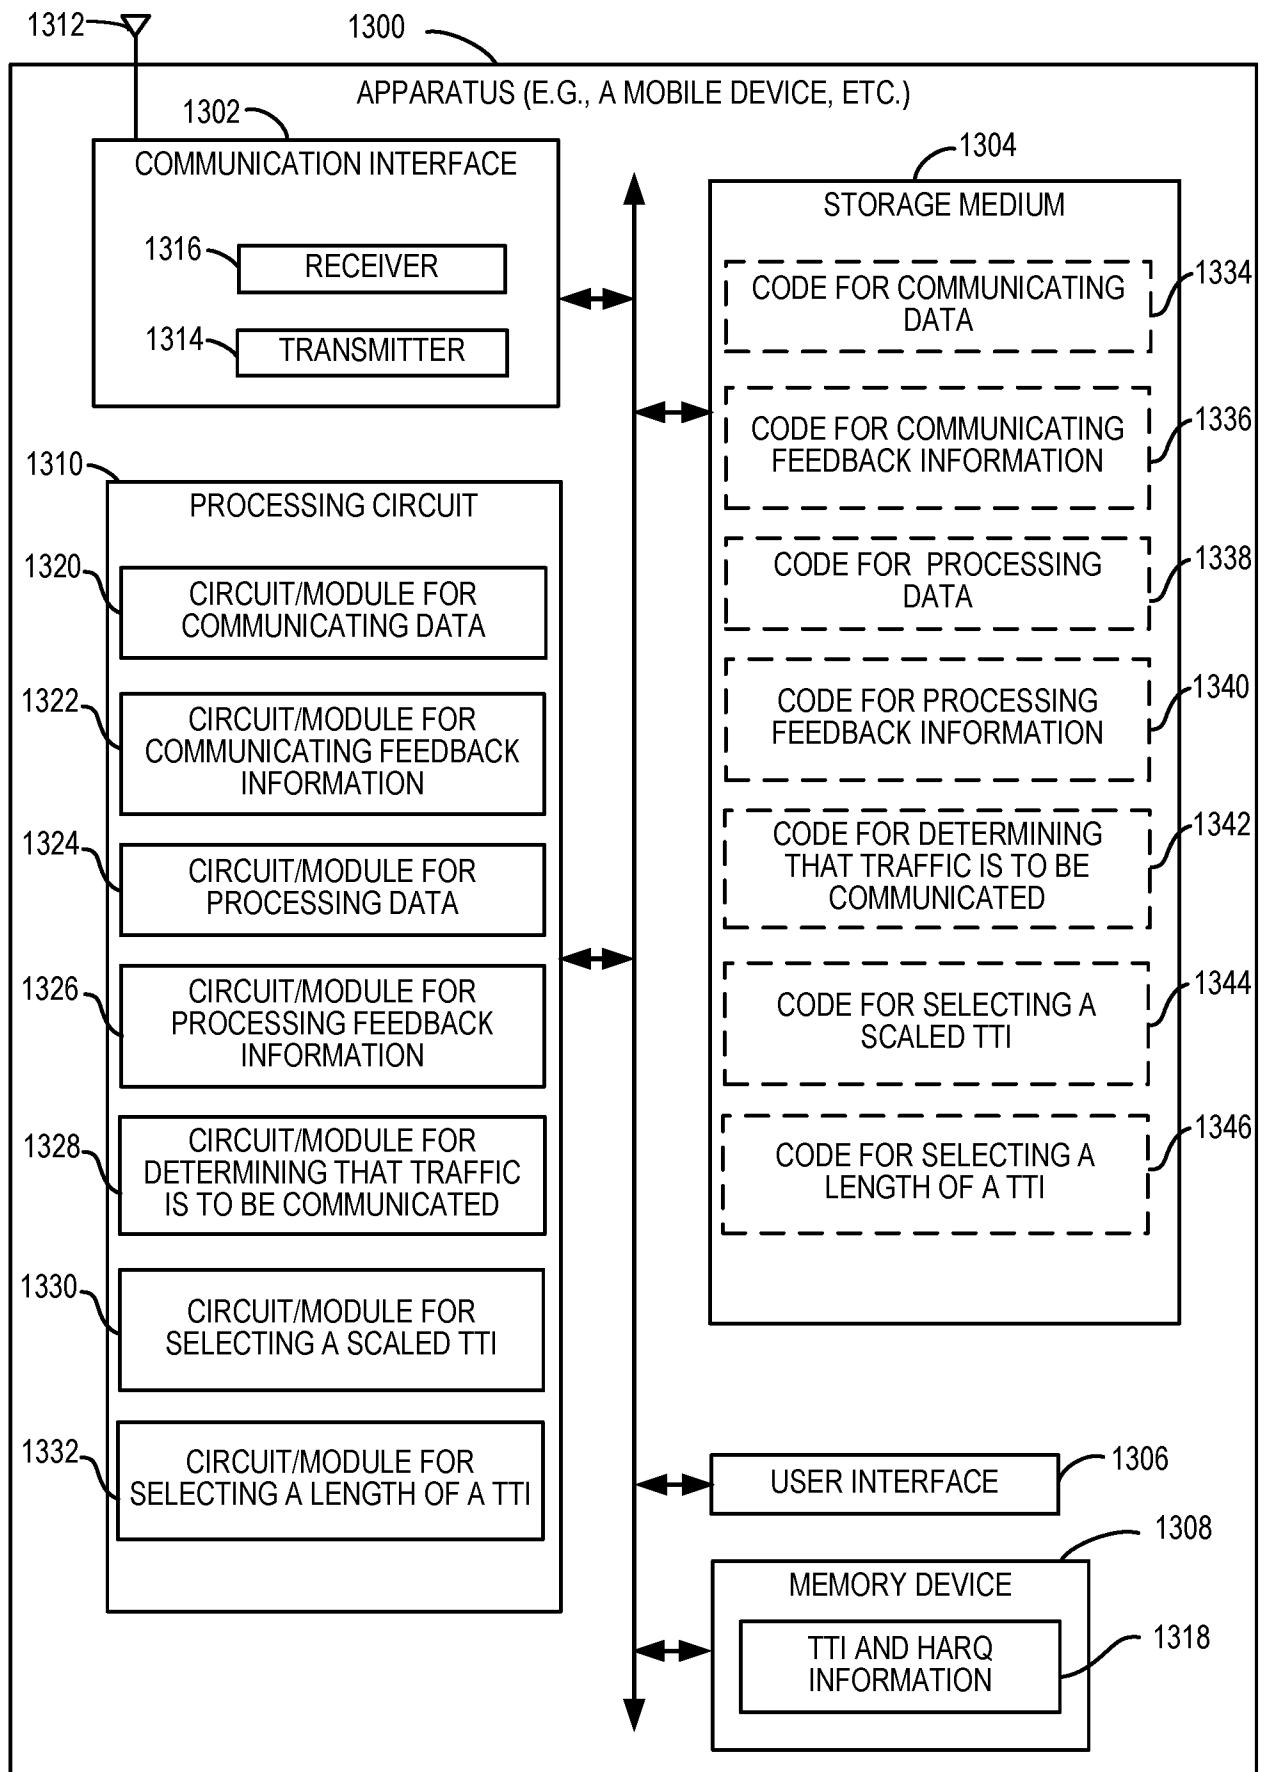 1312
1300
APPARATUS (E.G., A MOBILE DEVICE, ETC.)
1302
COMMUNICATION INTERFACE
1316
RECEIVER
1314
TRANSMITTER
1310
PROCESSING CIRCUIT
1320
CIRCUIT/MODULE FOR
COMMUNICATING DATA
1322
CIRCUIT/MODULE FOR
COMMUNICATING FEEDBACK
INFORMATION
1324
CIRCUIT/MODULE FOR
PROCESSING DATA
1326
CIRCUIT/MODULE FOR
PROCESSING FEEDBACK
INFORMATION
1328
CIRCUIT/MODULE FOR
DETERMINING THAT TRAFFIC
IS TO BE COMMUNICATED
1330
CIRCUIT/MODULE FOR
SELECTING A SCALED TTI
1332
CIRCUIT/MODULE FOR
SELECTING A LENGTH OF A TTI
1304
STORAGE MEDIUM
CODE FOR COMMUNICATING
DATA
1334
CODE FOR COMMUNICATING
FEEDBACK INFORMATION
1336
CODE FOR PROCESSING
DATA
1338
CODE FOR PROCESSING
FEEDBACK INFORMATION
1340
CODE FOR DETERMINING
THAT TRAFFIC IS TO BE
COMMUNICATED
1342
CODE FOR SELECTING A
SCALED TTI
1344
CODE FOR SELECTING A
LENGTH OF A TTI
1346
USER INTERFACE
1306
1308
MEMORY DEVICE
TTI AND HARQ
INFORMATION
1318